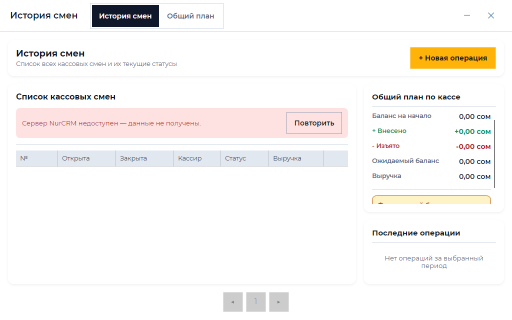 История смен
История смен
Общий план
История смен
Список всех кассовых смен и их текущие статусы
+ Новая операция
Список кассовых смен
Сервер NurCRM недоступен — данные не получены.
Повторить
№ Открыта Закрыта Кассир Статус Выручка
Общий план по кассе
Баланс на начало 0,00 сом
+ Внесено +0,00 сом
- Изъято -0,00 сом
Ожидаемый баланс 0,00 сом
Выручка 0,00 сом
Последние операции
Нет операций за выбранный
период
1